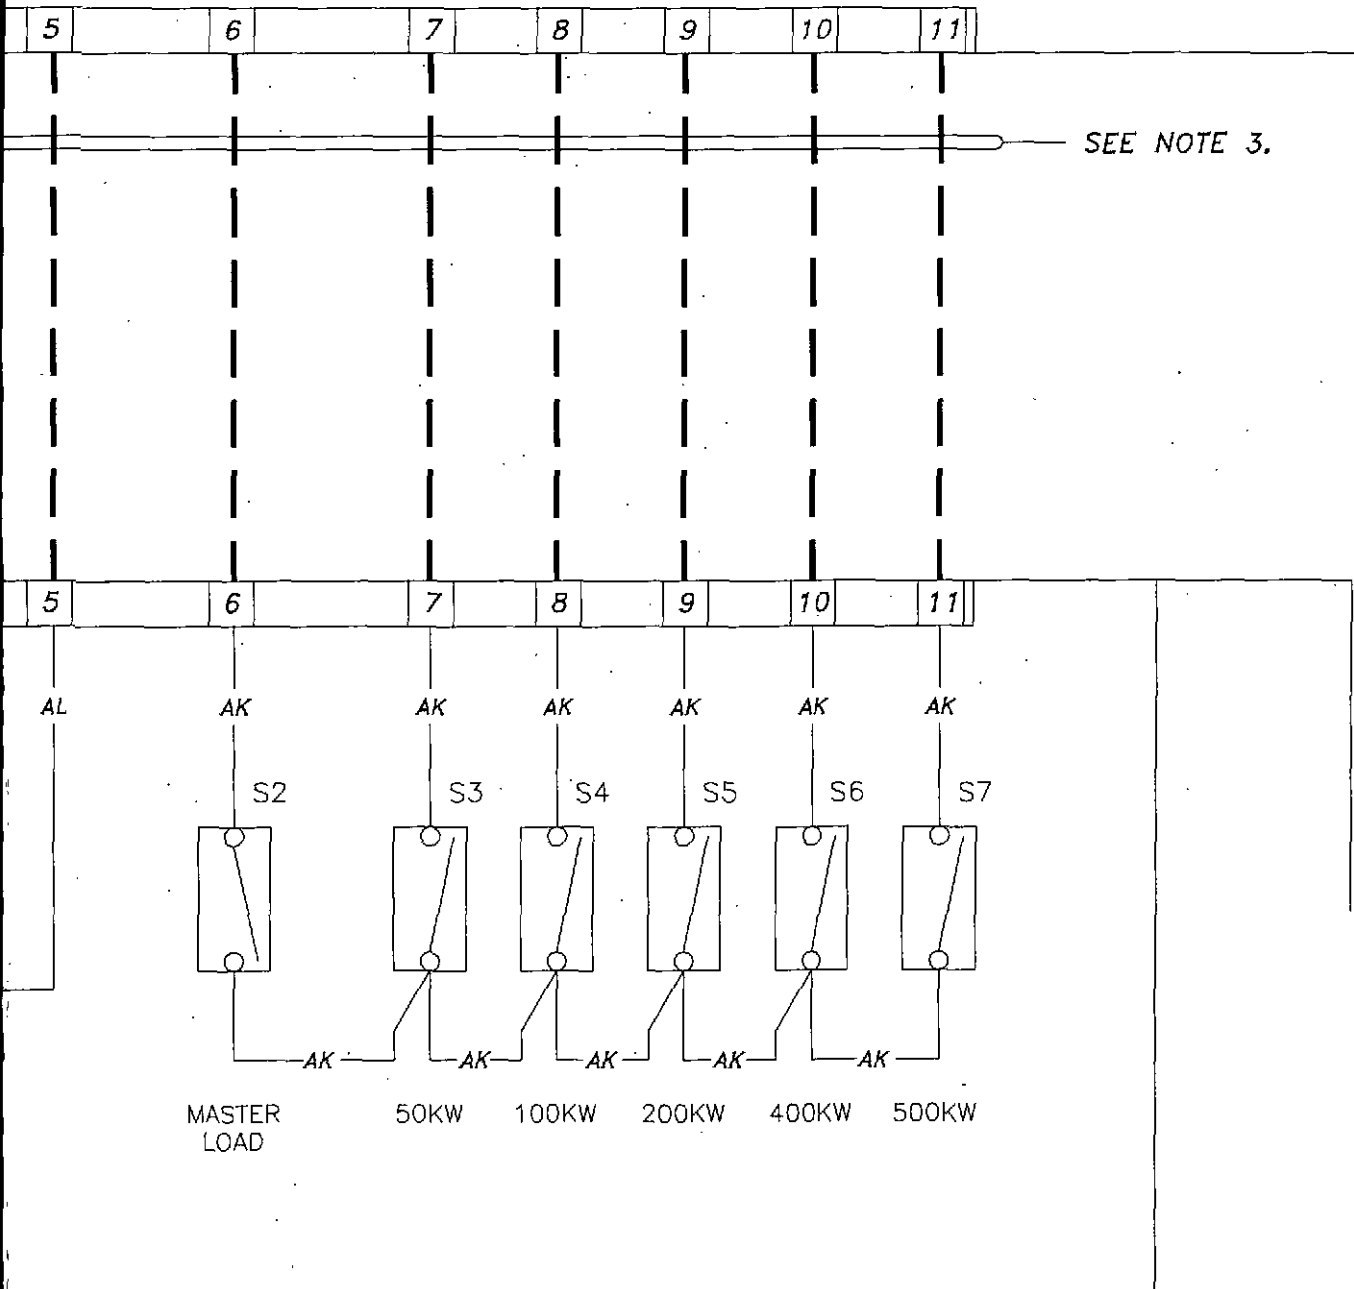 5 6 7 8 9 10 11
SEE NOTE 3.
5 6 7 8 9 10 11
AL AK AK AK AK AK AK
S2 S3 S4 S5 S6 S7
AK AK AK AK AK
MASTER LOAD 50KW 100KW 200KW 400KW 500KW